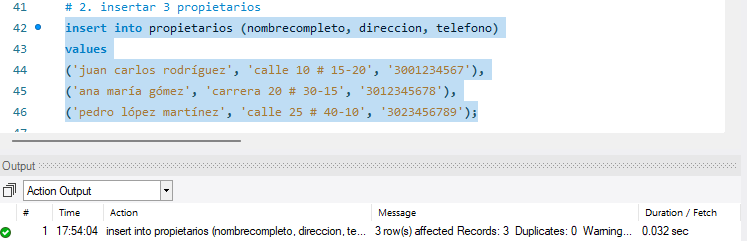 41 # 2. insertar 3 propietarios
42 insert into propietarios (nombrecompleto, direccion, telefono)
43 values
44 ('juan carlos rodríguez', 'calle 10 # 15-20', '3001234567'),
45 ('ana maría gómez', 'carrera 20 # 30-15', '3012345678'),
46 ('pedro lópez martínez', 'calle 25 # 40-10', '3023456789');
Output
Action Output
# Time Action Message Duration / Fetch
1 17:54:04 insert into propietarios (nombrecompleto, direccion, te... 3 row(s) affected Records: 3 Duplicates: 0 Warning... 0.032 sec